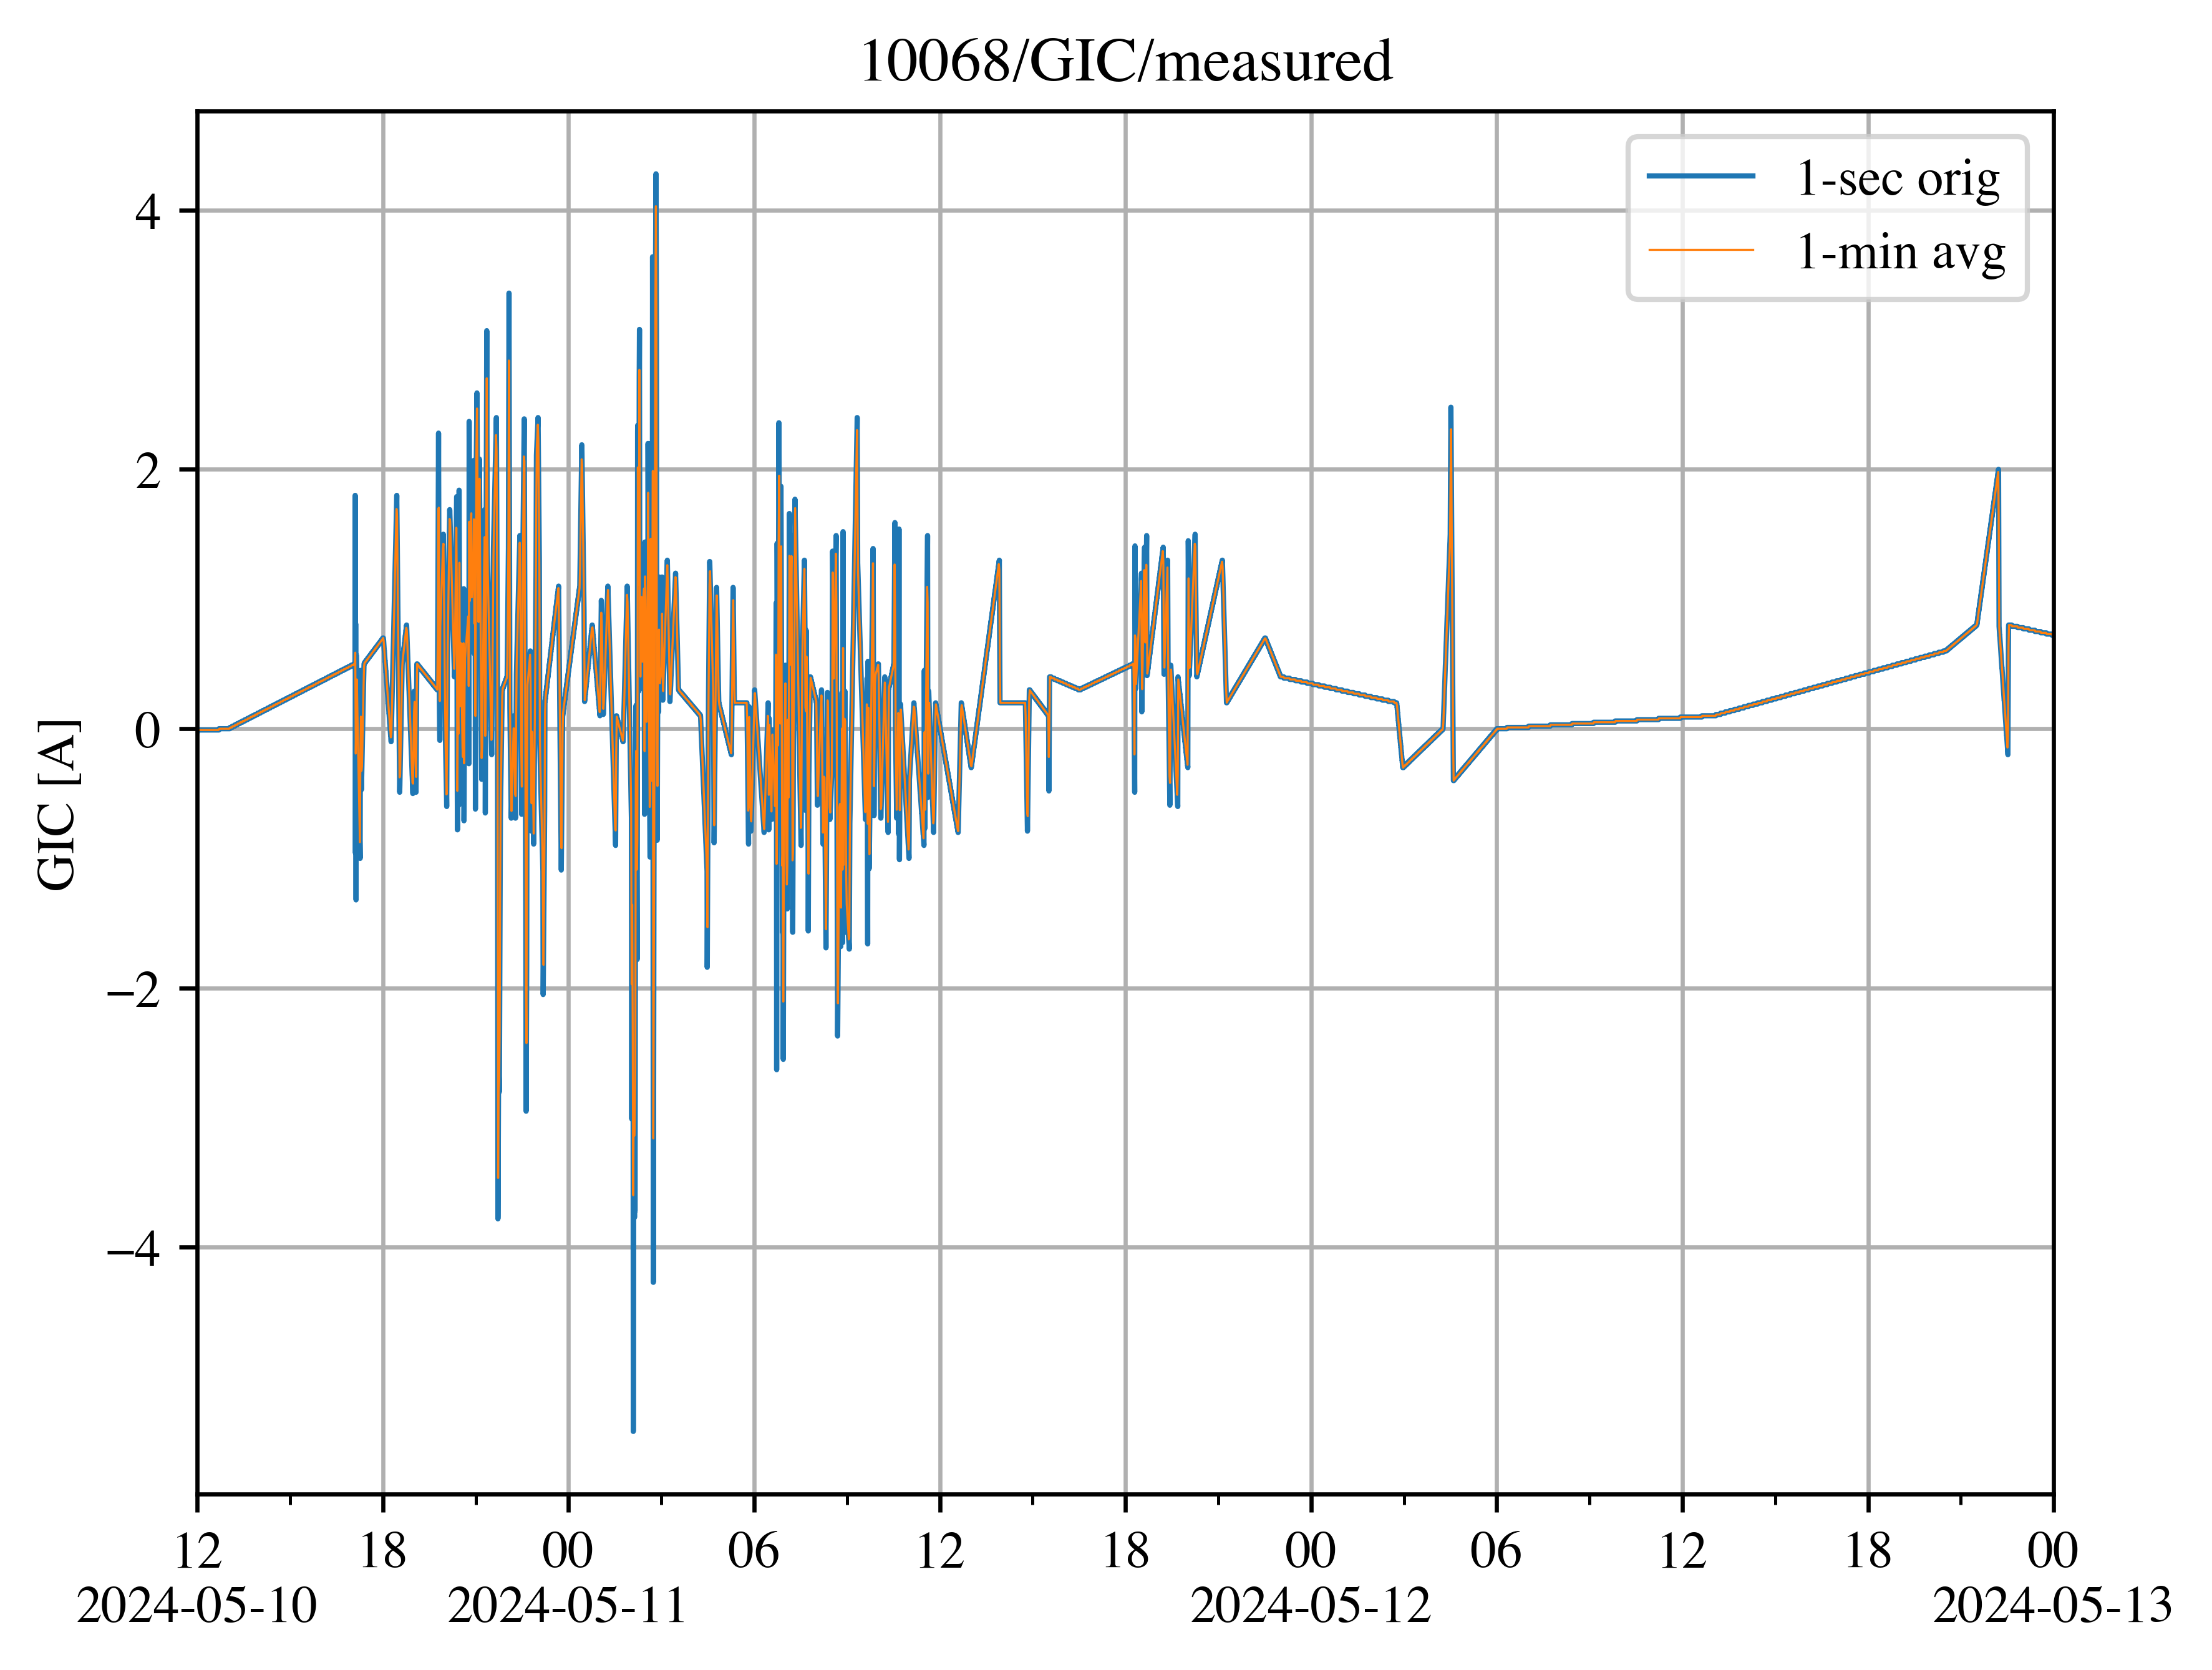 10068/GIC/measured
1-sec orig
1-min avg
4
2
0
−2
−4
GIC [A]
12 18 00 06 12 18 00 06 12 18 00
2024-05-10 2024-05-11 2024-05-12 2024-05-13